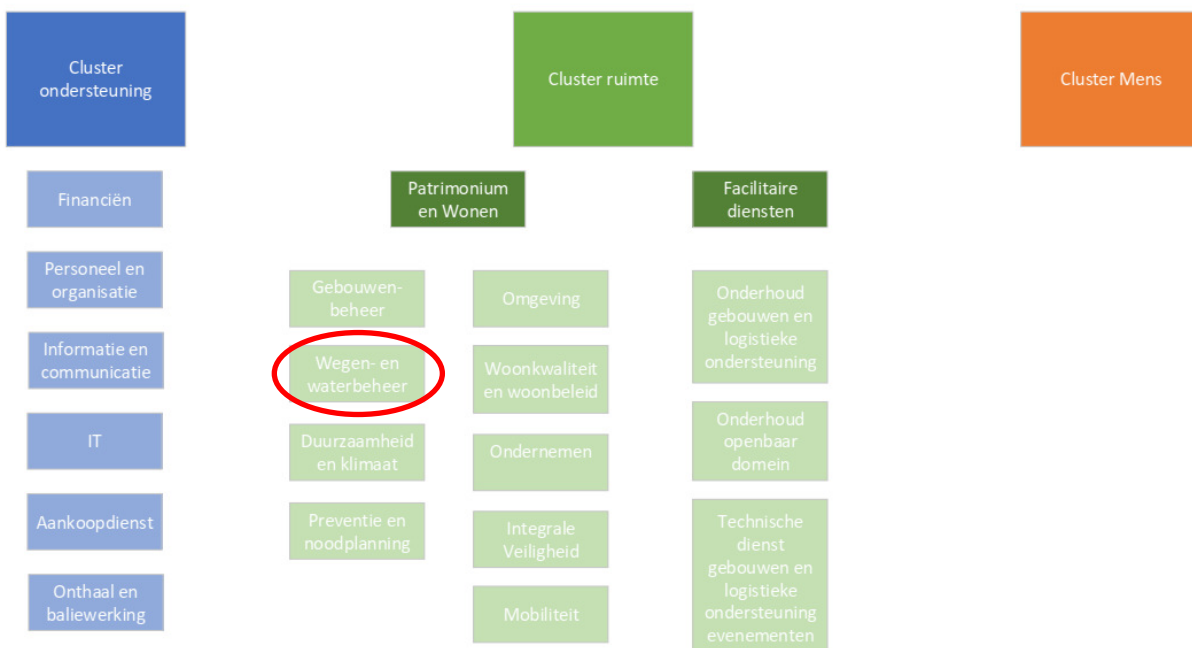 Cluster
ondersteuning
Cluster ruimte
Cluster Mens
Financiën
Personeel en
organisatie
Informatie en
communicatie
IT
Aankoopdienst
Onthaal en
baliewerking
Patrimonium
en Wonen
Gebouwen-
beheer
Wegen- en
waterbeheer
Duurzaamheid
en klimaat
Preventie en
noodplanning
Omgeving
Woonkwaliteit
en woonbeleid
Ondernemen
Integrale
Veiligheid
Mobiliteit
Facilitaire
diensten
Onderhoud
gebouwen en
logistieke
ondersteuning
Onderhoud
openbaar
domein
Technische
dienst
gebouwen en
logistieke
ondersteuning
evenementen